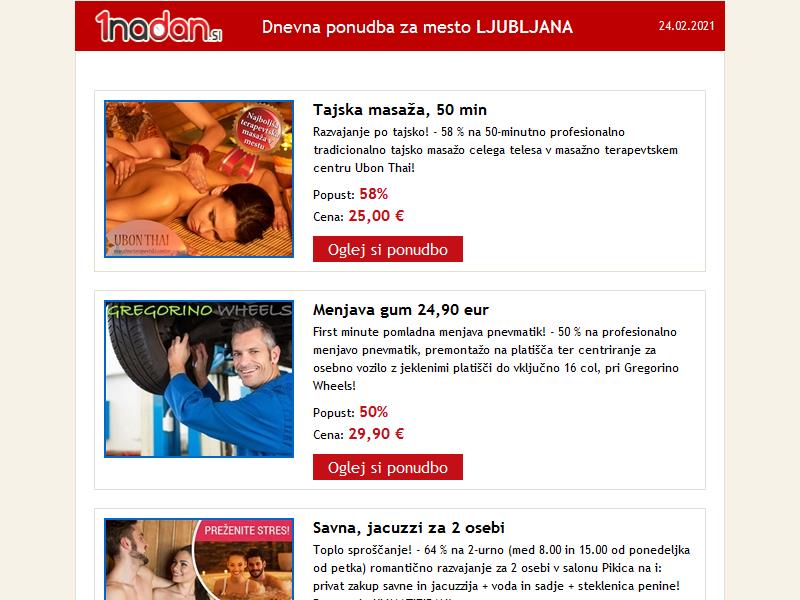 1nadan.si
Dnevna ponudba za mesto LJUBLJANA
24.02.2021
Najboljša
terapevtska
masaža v
mestu
UBON THAI
Tajska masaža, 50 min
Razvajanje po tajsko! - 58 % na 50-minutno profesionalno
tradicionalno tajsko masažo celega telesa v masažno terapevtskem
centru Ubon Thai!
Popust: 58%
Cena: 25,00 €
Oglej si ponudbo
GREGORINO WHEELS
Menjava gum 24,90 eur
First minute pomladna menjava pnevmatik! - 50 % na profesionalno
menjavo pnevmatik, premontažo na platišča ter centriranje za
osebno vozilo z jeklenimi platišči do vključno 16 col, pri Gregorino
Wheels!
Popust: 50%
Cena: 29,90 €
Oglej si ponudbo
PREŽENITE STRES!
Savna, jacuzzi za 2 osebi
Toplo sproščanje! - 64 % na 2-urno (med 8.00 in 15.00 od ponedeljka
od petka) romantično razvajanje za 2 osebi v salonu Pikica na i:
privat zakup savne in jacuzzija + voda in sadje + steklenica penine!